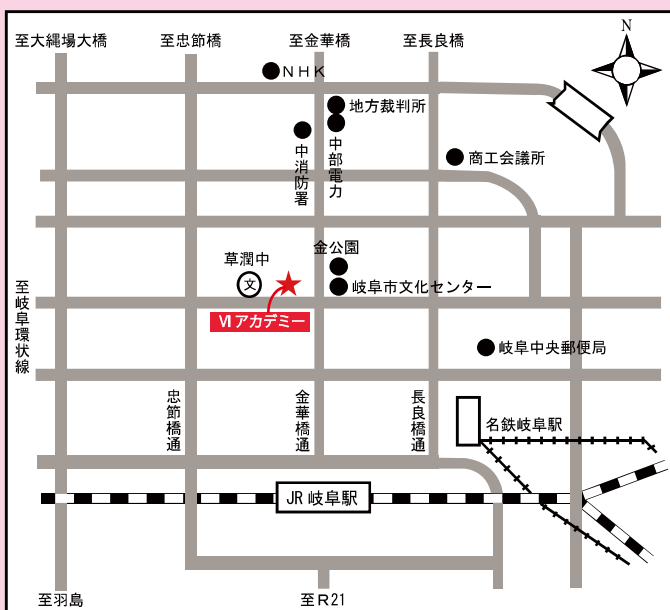 至大縄場大橋
至忠節橋
至金華橋
至長良橋
N
NHK
地方裁判所
中消防署
中部電力
商工会議所
金公園
草潤中
文
岐阜市文化センター
至岐阜環状線
VIアカデミー
岐阜中央郵便局
忠節橋通
金華橋通
長良橋通
名鉄岐阜駅
JR岐阜駅
至羽島
至R21